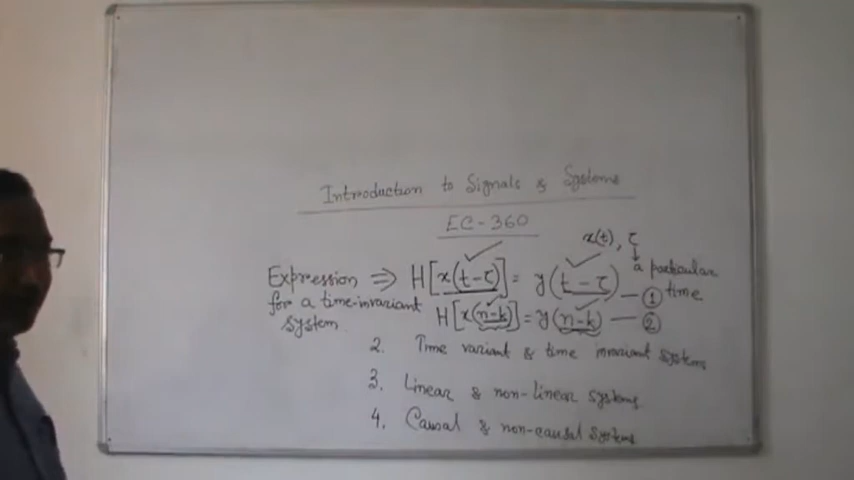 Introduction to Signals & Systems
EC-360
x(t), τ
Expression ⇒ H[x(t-τ)] = y(t-τ) — ①
a particular time
for a time-invariant system
H[x(n-k)] = y(n-k) — ②
2. Time variant & time invariant systems
3. Linear & non-linear systems
4. Causal & non-causal systems